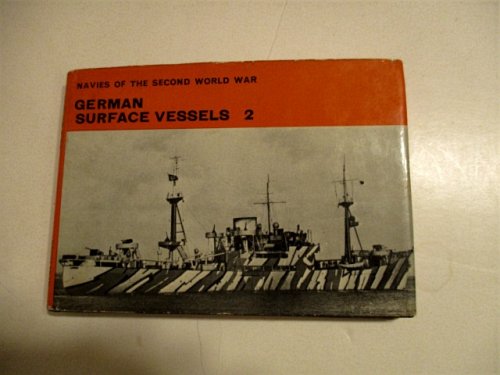 NAVIES OF THE SECOND WORLD WAR
GERMAN
SURFACE VESSELS 2